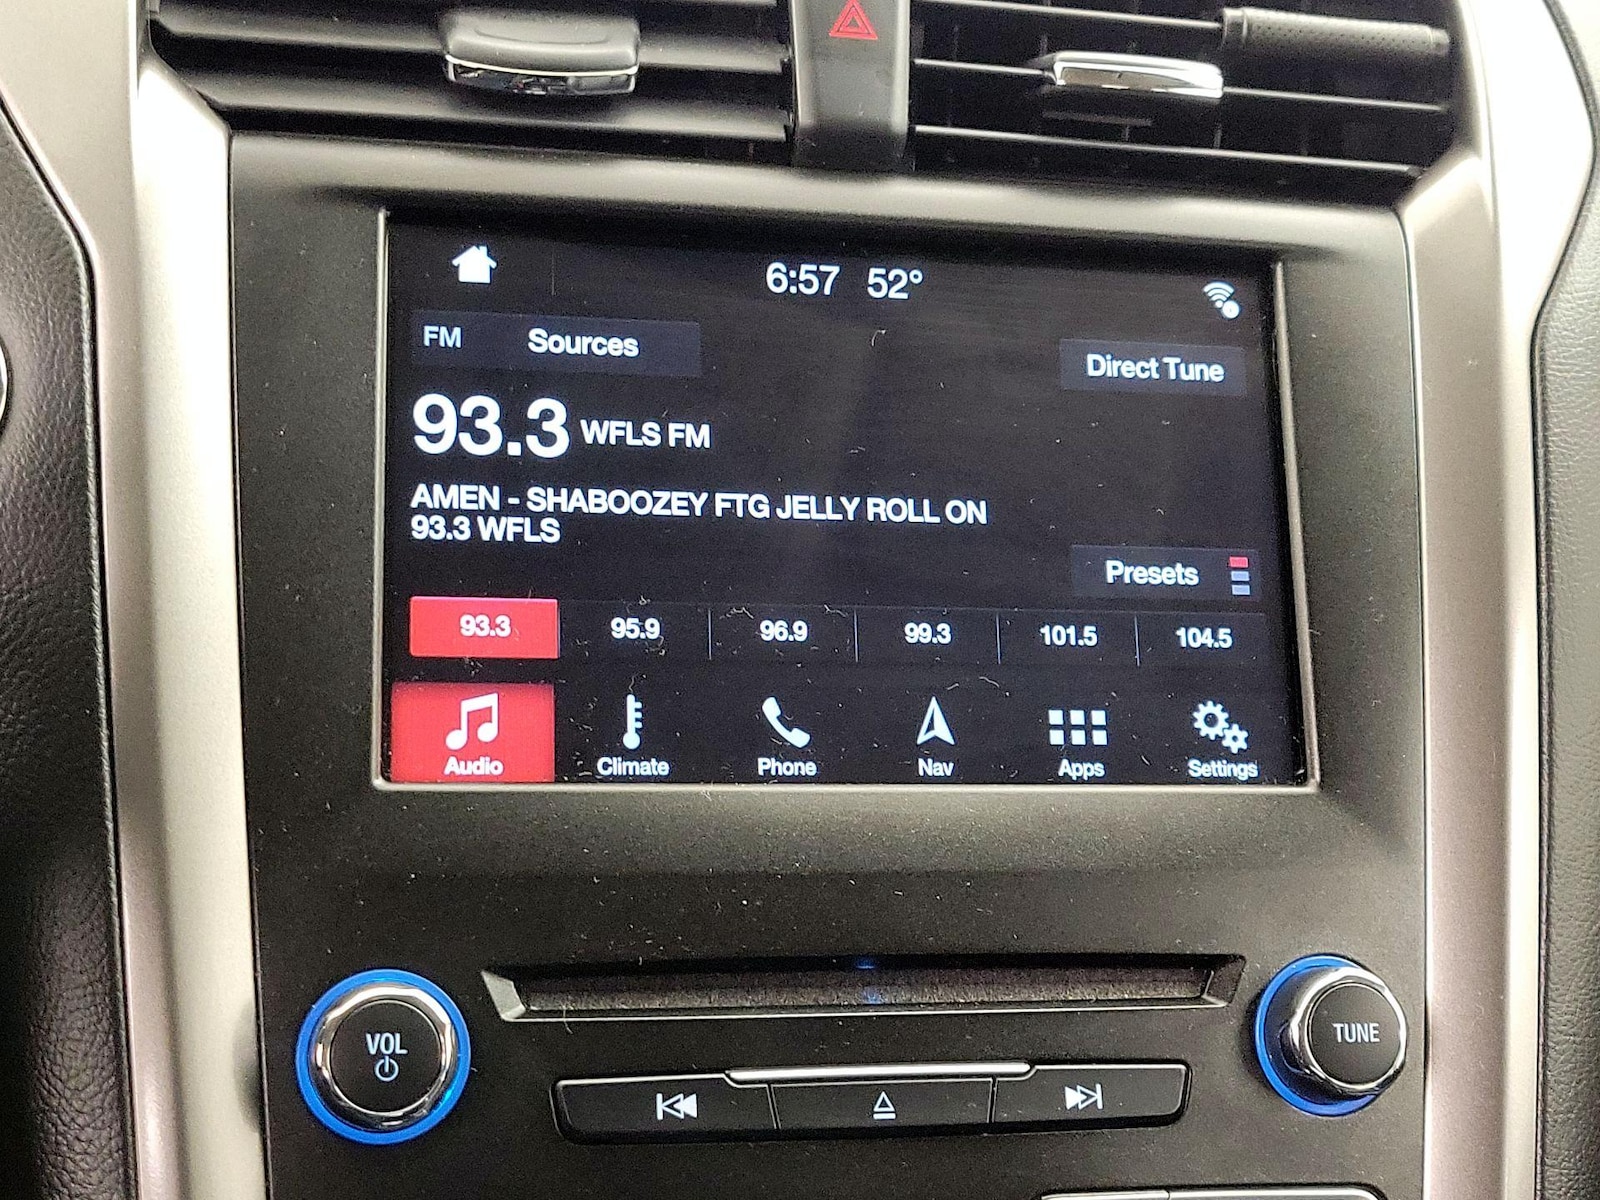 6:57 52°
FM Sources
Direct Tune
93.3 WFLS FM
AMEN - SHABOOZEY FTG JELLY ROLL ON
93.3 WFLS
Presets
93.3 95.9 96.9 99.3 101.5 104.5
Audio Climate Phone Nav Apps Settings
VOL
TUNE